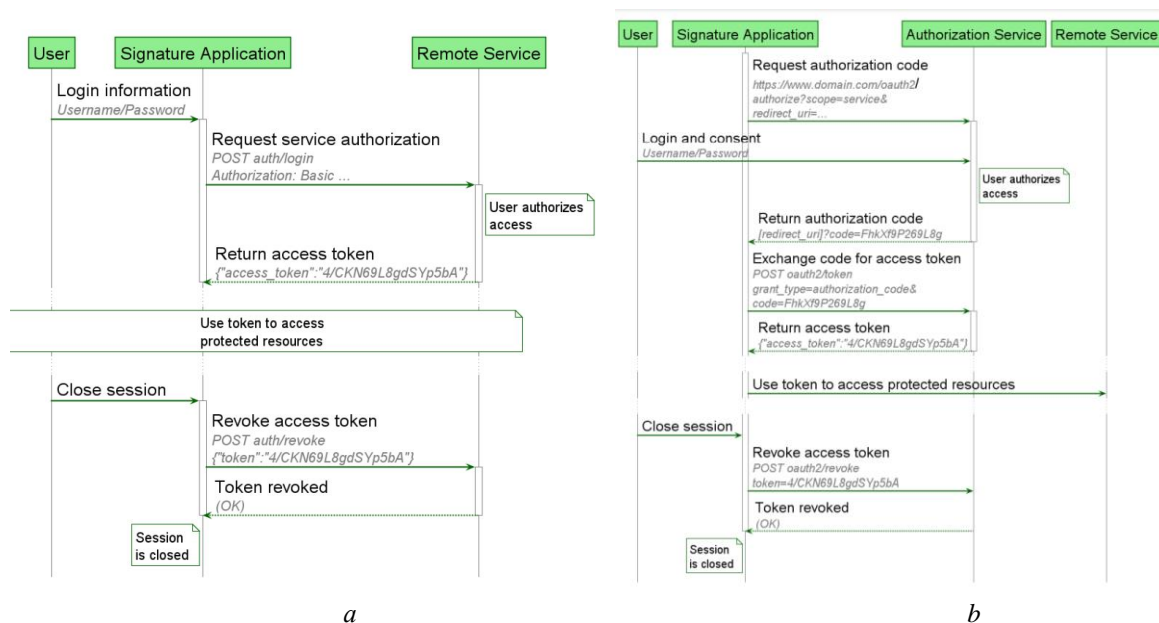 User
Signature Application
Remote Service
Login information
Username/Password
Request service authorization
POST auth/login
Authorization: Basic ...
User authorizes
access
Return access token
{"access_token":"4/CKN69L8gdSYp5bA"}
Use token to access
protected resources
Close session
Revoke access token
POST auth/revoke
{"token":"4/CKN69L8gdSYp5bA"}
Token revoked
(OK)
Session
is closed
a
User
Signature Application
Authorization Service
Remote Service
Request authorization code
https://www.domain.com/oauth2/
authorize?scope=service&
redirect_uri=...
Login and consent
Username/Password
User authorizes
access
Return authorization code
[redirect_uri]?code=FhkXf9P269L8g
Exchange code for access token
POST oauth2/token
grant_type=authorization_code&
code=FhkXf9P269L8g
Return access token
{"access_token":"4/CKN69L8gdSYp5bA"}
Use token to access protected resources
Close session
Revoke access token
POST oauth2/revoke
token=4/CKN69L8gdSYp5bA
Token revoked
(OK)
Session
is closed
b